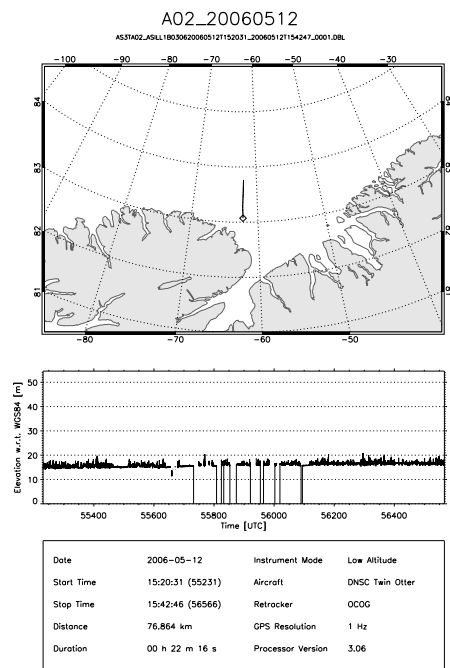 A02_20060512
AS3TA02_ASILL1B030620060512T152031_20060512T154247_0001.DBL
-100 -90 -80 -70 -60 -50 -40 -30
84 84
83
82
81
-80 -70 -60 -50
Elevation w.r.t. WGS84 [m]
50
40
30
20
10
0
55400 55600 55800 56000 56200 56400
Time [UTC]
Date 2006-05-12 Instrument Mode Low Altitude
Start Time 15:20:31 (55231) Aircraft DNSC Twin Otter
Stop Time 15:42:46 (56566) Retracker OCOG
Distance 76.864 km GPS Resolution 1 Hz
Duration 00 h 22 m 16 s Processor Version 3.06